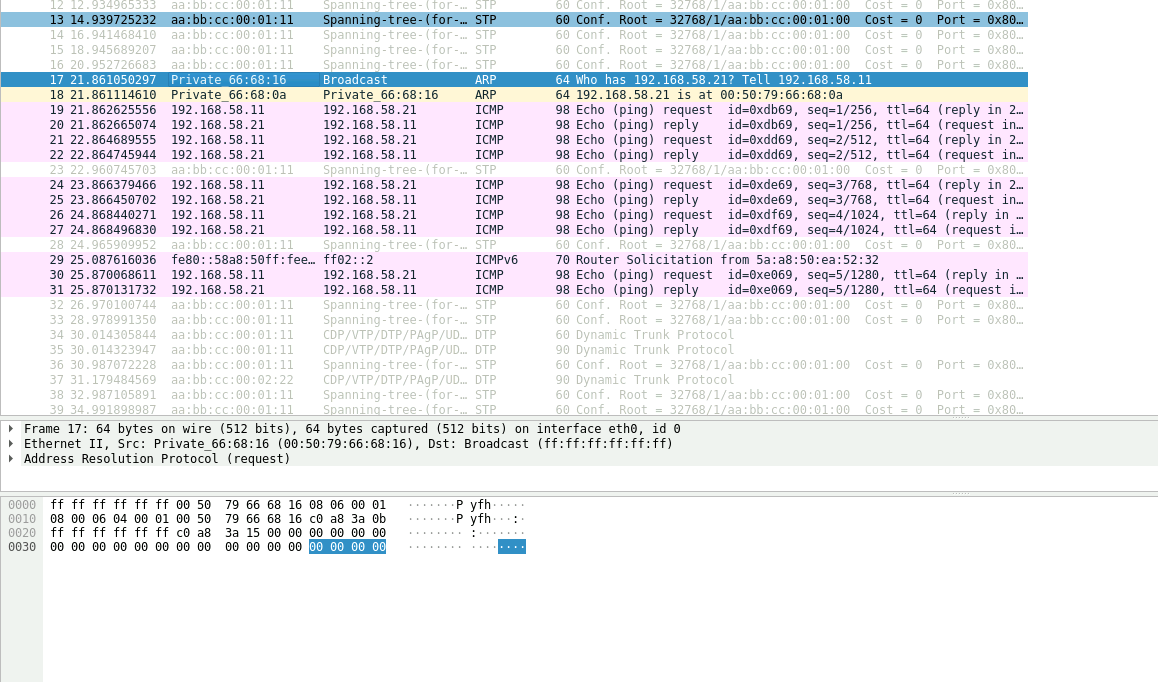 12 12.934965333 aa:bb:cc:00:01:11 Spanning-tree-(for-… STP 60 Conf. Root = 32768/1/aa:bb:cc:00:01:00 Cost = 0 Port = 0x80…
13 14.939725232 aa:bb:cc:00:01:11 Spanning-tree-(for-… STP 60 Conf. Root = 32768/1/aa:bb:cc:00:01:00 Cost = 0 Port = 0x80…
14 16.941468410 aa:bb:cc:00:01:11 Spanning-tree-(for-… STP 60 Conf. Root = 32768/1/aa:bb:cc:00:01:00 Cost = 0 Port = 0x80…
15 18.945689207 aa:bb:cc:00:01:11 Spanning-tree-(for-… STP 60 Conf. Root = 32768/1/aa:bb:cc:00:01:00 Cost = 0 Port = 0x80…
16 20.952726683 aa:bb:cc:00:01:11 Spanning-tree-(for-… STP 60 Conf. Root = 32768/1/aa:bb:cc:00:01:00 Cost = 0 Port = 0x80…
17 21.861050297 Private_66:68:16 Broadcast ARP 64 Who has 192.168.58.21? Tell 192.168.58.11
18 21.861114610 Private_66:68:0a Private_66:68:16 ARP 64 192.168.58.21 is at 00:50:79:66:68:0a
19 21.862625556 192.168.58.11 192.168.58.21 ICMP 98 Echo (ping) request id=0xdb69, seq=1/256, ttl=64 (reply in 2…
20 21.862665074 192.168.58.21 192.168.58.11 ICMP 98 Echo (ping) reply id=0xdb69, seq=1/256, ttl=64 (request in…
21 22.864689555 192.168.58.11 192.168.58.21 ICMP 98 Echo (ping) request id=0xdd69, seq=2/512, ttl=64 (reply in 2…
22 22.864745944 192.168.58.21 192.168.58.11 ICMP 98 Echo (ping) reply id=0xdd69, seq=2/512, ttl=64 (request in…
23 22.960745703 aa:bb:cc:00:01:11 Spanning-tree-(for-… STP 60 Conf. Root = 32768/1/aa:bb:cc:00:01:00 Cost = 0 Port = 0x80…
24 23.866379466 192.168.58.11 192.168.58.21 ICMP 98 Echo (ping) request id=0xde69, seq=3/768, ttl=64 (reply in 2…
25 23.866450702 192.168.58.21 192.168.58.11 ICMP 98 Echo (ping) reply id=0xde69, seq=3/768, ttl=64 (request in…
26 24.868440271 192.168.58.11 192.168.58.21 ICMP 98 Echo (ping) request id=0xdf69, seq=4/1024, ttl=64 (reply in …
27 24.868496830 192.168.58.21 192.168.58.11 ICMP 98 Echo (ping) reply id=0xdf69, seq=4/1024, ttl=64 (request i…
28 24.965909952 aa:bb:cc:00:01:11 Spanning-tree-(for-… STP 60 Conf. Root = 32768/1/aa:bb:cc:00:01:00 Cost = 0 Port = 0x80…
29 25.087616036 fe80::58a8:50ff:fee… ff02::2 ICMPv6 70 Router Solicitation from 5a:a8:50:ea:52:32
30 25.870068611 192.168.58.11 192.168.58.21 ICMP 98 Echo (ping) request id=0xe069, seq=5/1280, ttl=64 (reply in …
31 25.870131732 192.168.58.21 192.168.58.11 ICMP 98 Echo (ping) reply id=0xe069, seq=5/1280, ttl=64 (request i…
32 26.970100744 aa:bb:cc:00:01:11 Spanning-tree-(for-… STP 60 Conf. Root = 32768/1/aa:bb:cc:00:01:00 Cost = 0 Port = 0x80…
33 28.978991350 aa:bb:cc:00:01:11 Spanning-tree-(for-… STP 60 Conf. Root = 32768/1/aa:bb:cc:00:01:00 Cost = 0 Port = 0x80…
34 30.014305844 aa:bb:cc:00:01:11 CDP/VTP/DTP/PAgP/UD… DTP 60 Dynamic Trunk Protocol
35 30.014323947 aa:bb:cc:00:01:11 CDP/VTP/DTP/PAgP/UD… DTP 90 Dynamic Trunk Protocol
36 30.987072228 aa:bb:cc:00:01:11 Spanning-tree-(for-… STP 60 Conf. Root = 32768/1/aa:bb:cc:00:01:00 Cost = 0 Port = 0x80…
37 31.179484569 aa:bb:cc:00:02:22 CDP/VTP/DTP/PAgP/UD… DTP 90 Dynamic Trunk Protocol
38 32.987105891 aa:bb:cc:00:01:11 Spanning-tree-(for-… STP 60 Conf. Root = 32768/1/aa:bb:cc:00:01:00 Cost = 0 Port = 0x80…
39 34.991898987 aa:bb:cc:00:01:11 Spanning-tree-(for-… STP 60 Conf. Root = 32768/1/aa:bb:cc:00:01:00 Cost = 0 Port = 0x80…
Frame 17: 64 bytes on wire (512 bits), 64 bytes captured (512 bits) on interface eth0, id 0
Ethernet II, Src: Private_66:68:16 (00:50:79:66:68:16), Dst: Broadcast (ff:ff:ff:ff:ff:ff)
Address Resolution Protocol (request)
0000 ff ff ff ff ff ff 00 50 79 66 68 16 08 06 00 01 ·······P yfh·····
0010 08 00 06 04 00 01 00 50 79 66 68 16 c0 a8 3a 0b ·······P yfh···:·
0020 ff ff ff ff ff ff c0 a8 3a 15 00 00 00 00 00 00 ········ :·······
0030 00 00 00 00 00 00 00 00 00 00 00 00 00 00 00 00 ········ ········